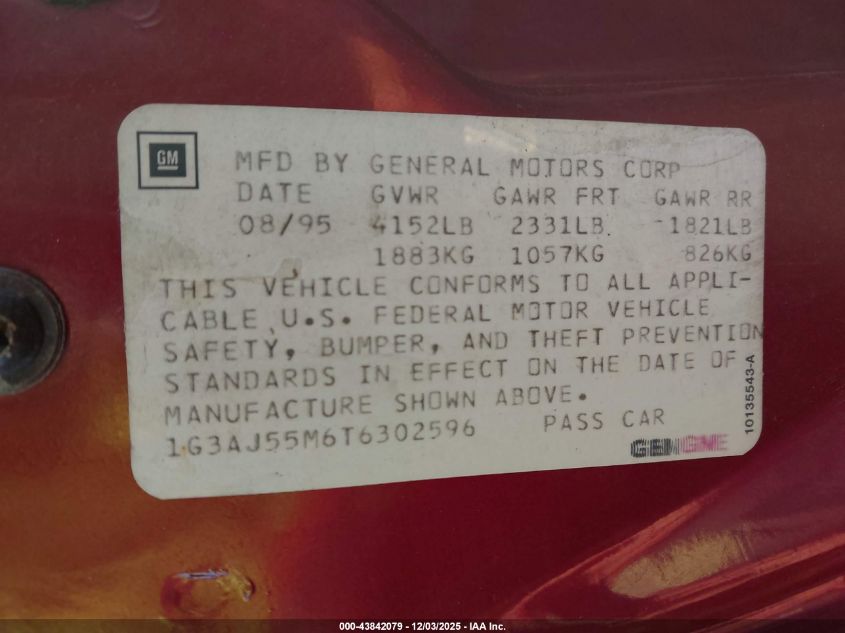 GM
MFD BY GENERAL MOTORS CORP
DATE GVWR GAWR FRT GAWR RR
08/95 4152LB 2331LB 1821LB
1883KG 1057KG 826KG
THIS VEHICLE CONFORMS TO ALL APPLI-
CABLE U.S. FEDERAL MOTOR VEHICLE
SAFETY, BUMPER, AND THEFT PREVENTION
STANDARDS IN EFFECT ON THE DATE OF
MANUFACTURE SHOWN ABOVE.
1G3AJ55M6T6302596 PASS CAR
10135543-A
000-43842079 - 12/03/2025 - IAA Inc.